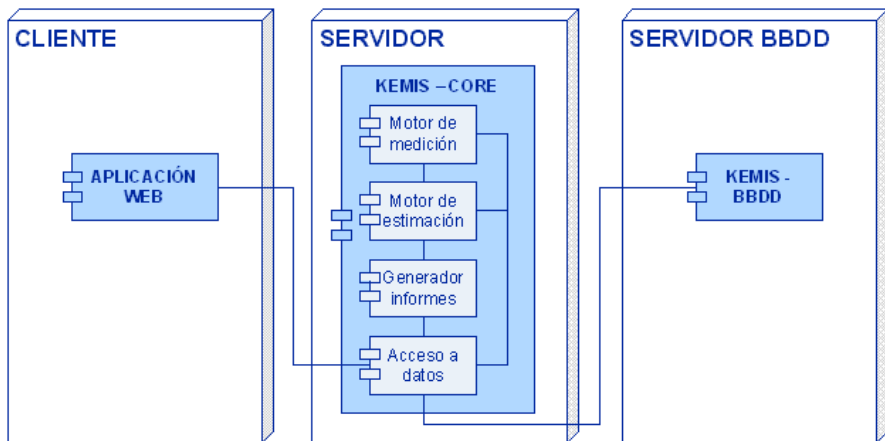 CLIENTE
APLICACIÓN
WEB
SERVIDOR
KEMIS –CORE
Motor de
medición
Motor de
estimación
Generador
informes
Acceso a
datos
SERVIDOR BBDD
KEMIS -
BBDD